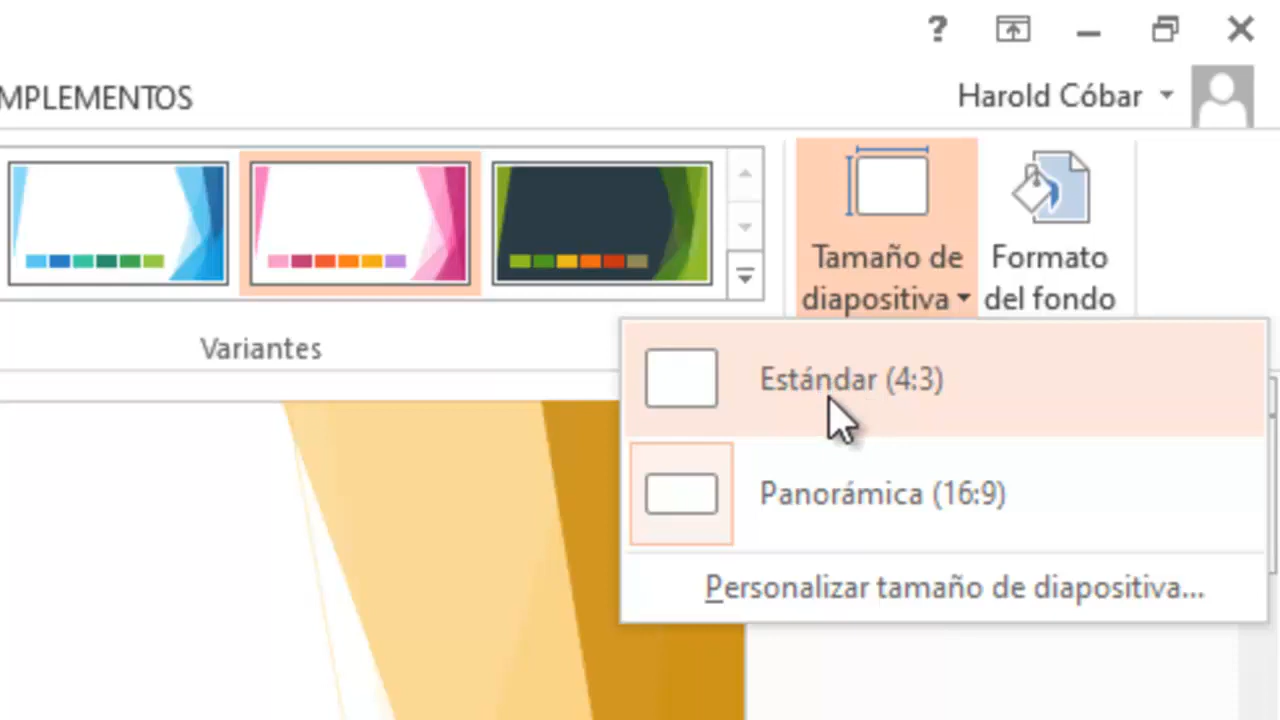 ?
MPLEMENTOS
Harold Cóbar
Tamaño de
diapositiva
Formato
del fondo
Variantes
Estándar (4:3)
Panorámica (16:9)
Personalizar tamaño de diapositiva...